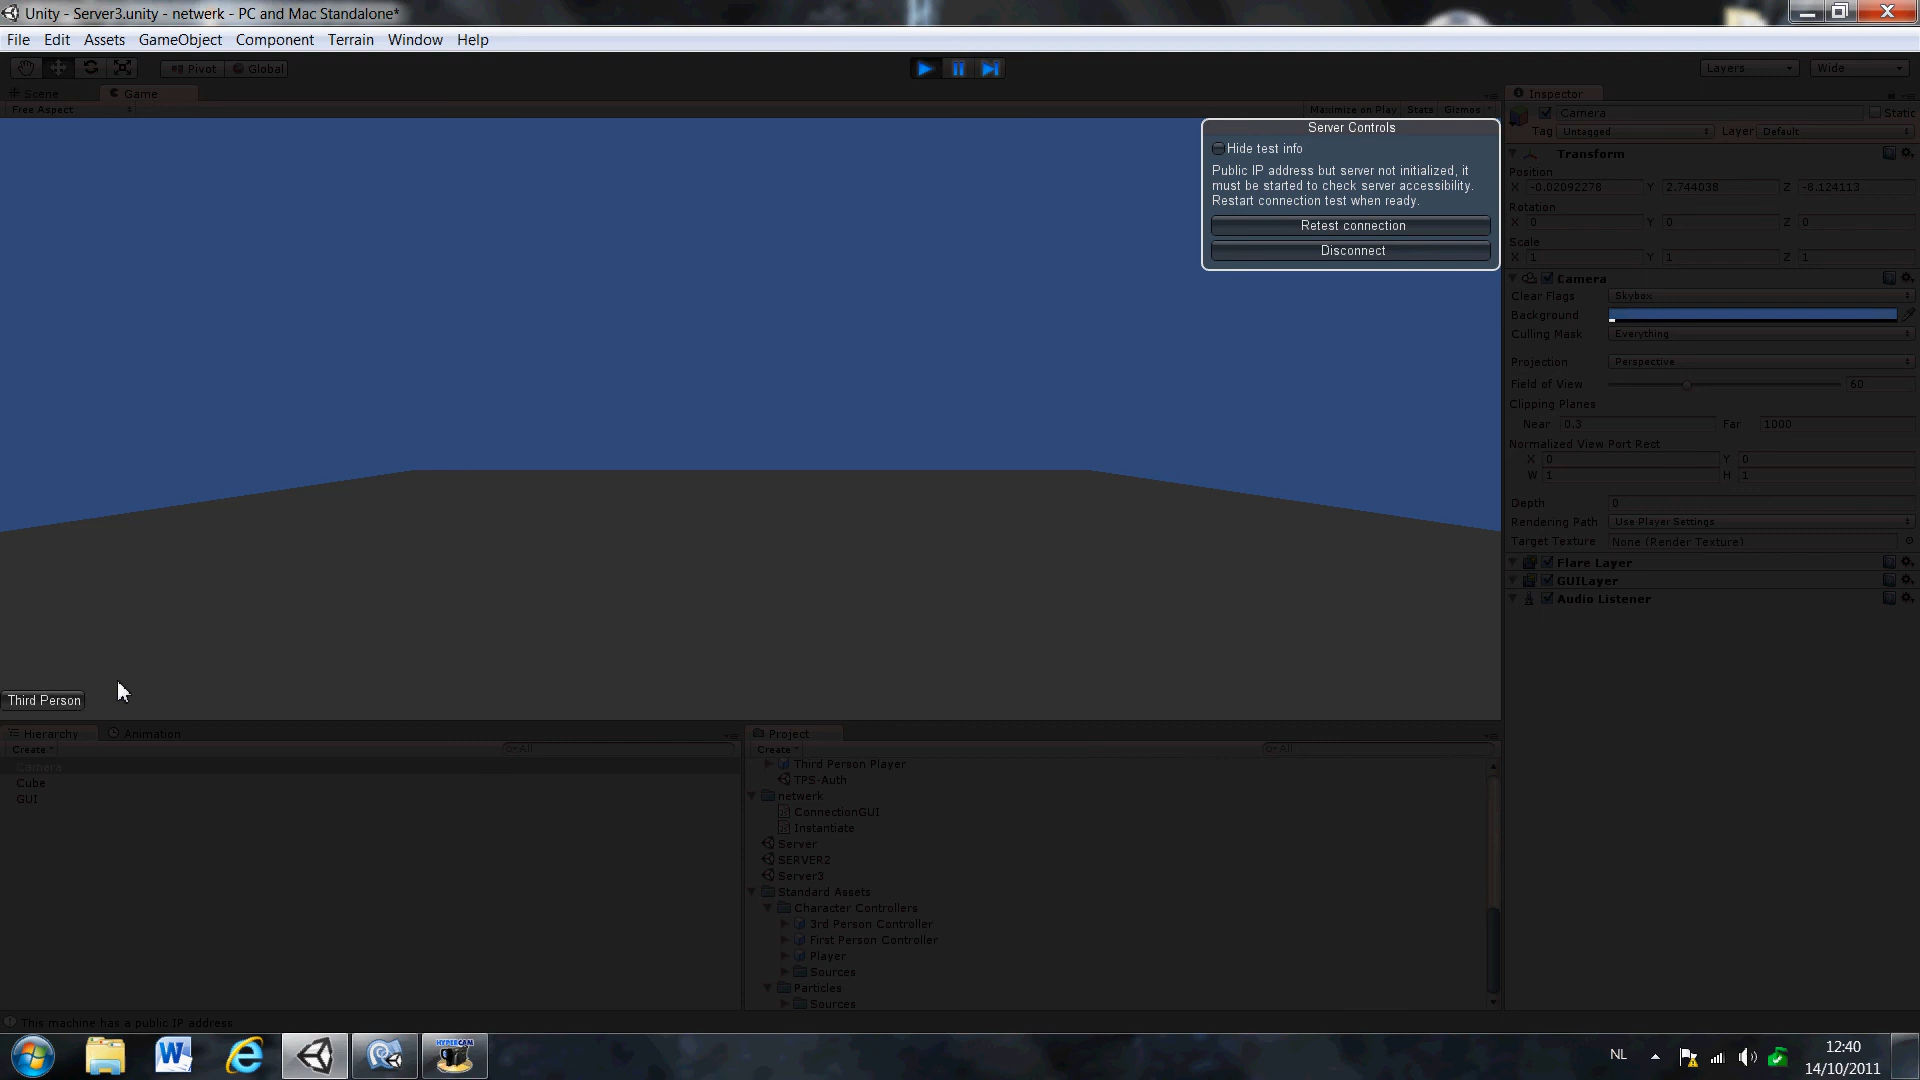 Unity - Server3.unity - netwerk - PC and Mac Standalone*
File Edit Assets GameObject Component Terrain Window Help
Pivot Global Layers Wide
Scene Game
Free Aspect Maximize on Play Stats Gizmos
Server Controls
Hide test info
Public IP address but server not initialized, it
must be started to check server accessibility.
Restart connection test when ready.
Retest connection
Disconnect
Third Person
Inspector
Camera Static
Tag Untagged Layer Default
Transform
Position
X -0.02092278 Y 2.744038 Z -8.124113
Rotation
X 0 Y 0 Z 0
Scale
X 1 Y 1 Z 1
Camera
Clear Flags Skybox
Background
Culling Mask Everything
Projection Perspective
Field of View 60
Clipping Planes
Near 0.3 Far 1000
Normalized View Port Rect
X 0 Y 0
W 1 H 1
Depth 0
Rendering Path Use Player Settings
Target Texture None (Render Texture)
Flare Layer
GUILayer
Audio Listener
Hierarchy Animation
Create All
Camera
Cube
GUI
Project
Create All
Third Person Player
TPS-Auth
netwerk
ConnectionGUI
Instantiate
Server
SERVER2
Server3
Standard Assets
Character Controllers
3rd Person Controller
First Person Controller
Player
Sources
Particles
Sources
This machine has a public IP address
HYPERCAM
NL
12:40
14/10/2011